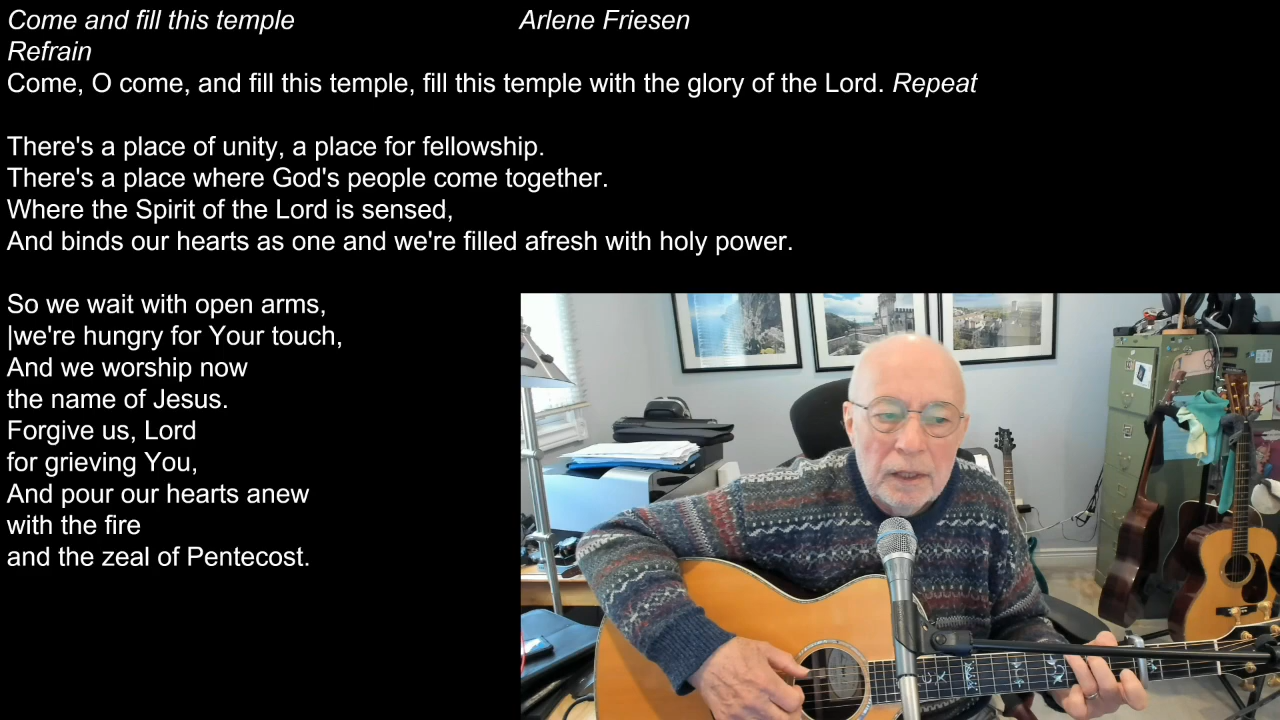 Come and fill this temple Arlene Friesen
Refrain
Come, O come, and fill this temple, fill this temple with the glory of the Lord. Repeat
There's a place of unity, a place for fellowship.
There's a place where God's people come together.
Where the Spirit of the Lord is sensed,
And binds our hearts as one and we're filled afresh with holy power.
So we wait with open arms,
|we're hungry for Your touch,
And we worship now
the name of Jesus.
Forgive us, Lord
for grieving You,
And pour our hearts anew
with the fire
and the zeal of Pentecost.